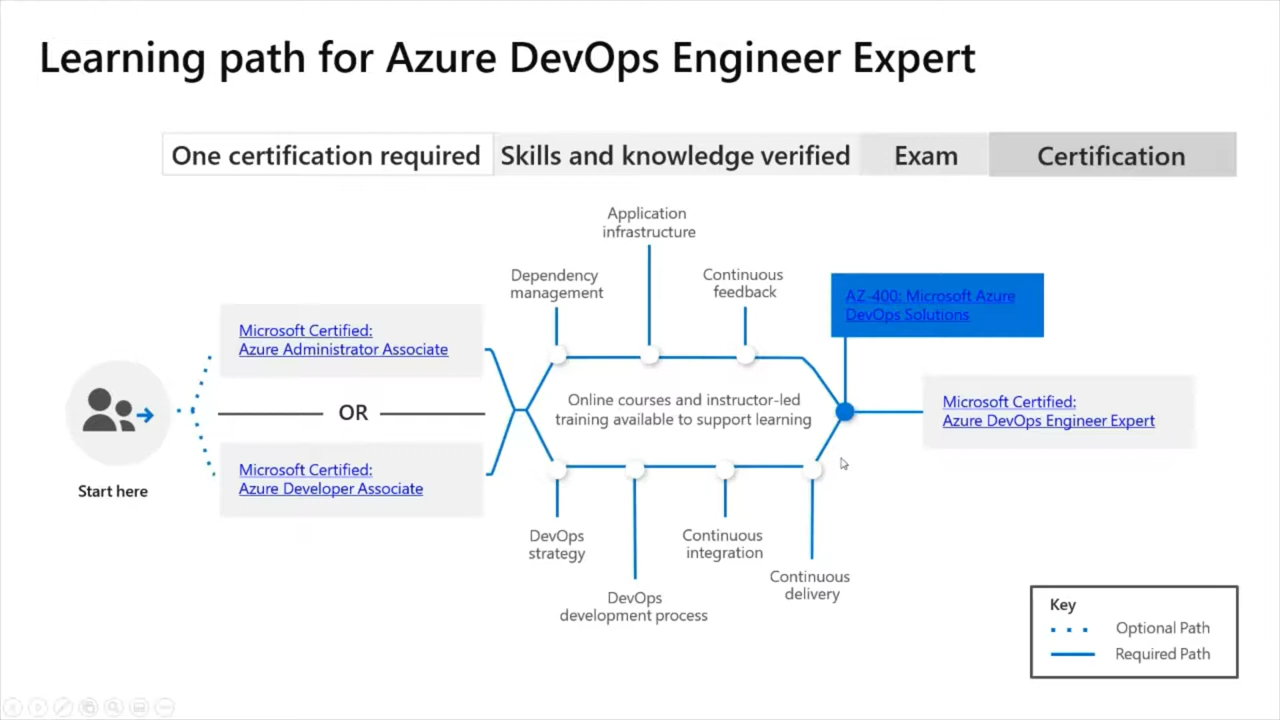 Learning path for Azure DevOps Engineer Expert
One certification required
Skills and knowledge verified
Exam
Certification
Application
infrastructure
Dependency
management
Continuous
feedback
AZ-400: Microsoft Azure
DevOps Solutions
Microsoft Certified:
Azure Administrator Associate
OR
Online courses and instructor-led
training available to support learning
Microsoft Certified:
Azure DevOps Engineer Expert
Microsoft Certified:
Azure Developer Associate
Start here
DevOps
strategy
Continuous
integration
Continuous
delivery
DevOps
development process
Key
Optional Path
Required Path